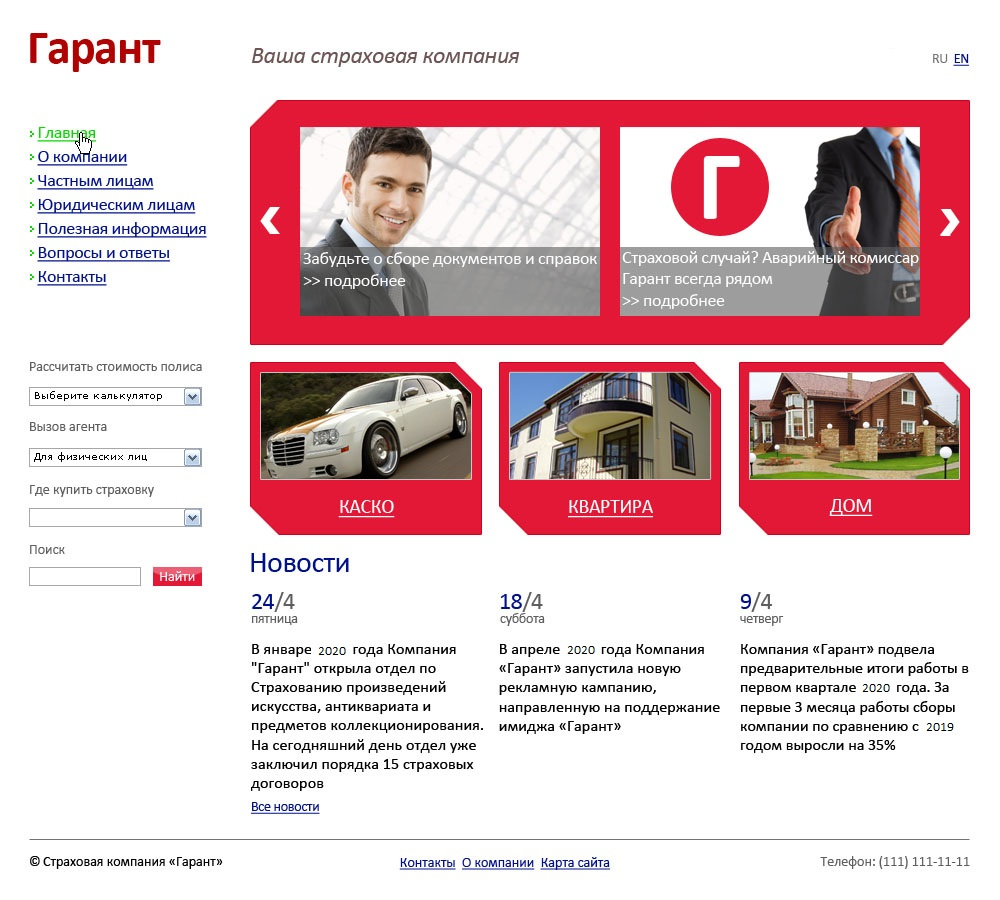 Гарант
Ваша страховая компания
RU EN
Главная
О компании
Частным лицам
Юридическим лицам
Полезная информация
Вопросы и ответы
Контакты
Забудьте о сборе документов и справок
>> подробнее
Г
Страховой случай? Аварийный комиссар
Гарант всегда рядом
>> подробнее
Рассчитать стоимость полиса
Выберите калькулятор
Вызов агента
Для физических лиц
Где купить страховку
Поиск
Найти
КАСКО
КВАРТИРА
ДОМ
Новости
24/4
пятница
В январе 2020 года Компания
"Гарант" открыла отдел по
Страхованию произведений
искусства, антиквариата и
предметов коллекционирования.
На сегодняшний день отдел уже
заключил порядка 15 страховых
договоров
Все новости
18/4
суббота
В апреле 2020 года Компания
«Гарант» запустила новую
рекламную кампанию,
направленную на поддержание
имиджа «Гарант»
9/4
четверг
Компания «Гарант» подвела
предварительные итоги работы в
первом квартале 2020 года. За
первые 3 месяца работы сборы
компании по сравнению с 2019
годом выросли на 35%
© Страховая компания «Гарант»
Контакты О компании Карта сайта
Телефон: (111) 111-11-11